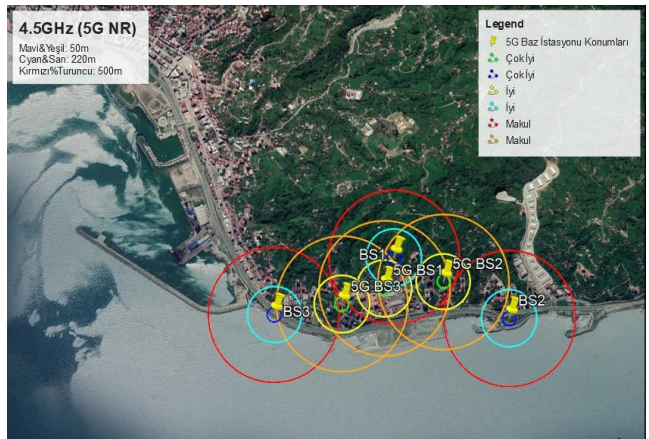 4.5GHz (5G NR)
Mavi&Yeşil: 50m
Cyan&Sarı: 220m
Kırmızı%Turuncu: 500m
Legend
5G Baz İstasyonu Konumları
Çok İyi
Çok İyi
İyi
İyi
Makul
Makul
BS1
5G BS1
5G BS2
5G BS3
BS3
BS2